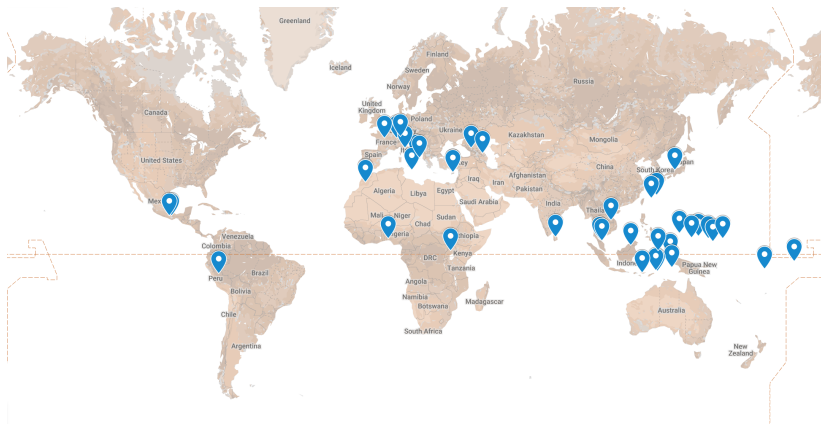 Greenland
Iceland
Finland
Sweden
Norway
Russia
United
Kingdom
Canada
Poland
Ukraine
Kazakhstan
France
Mongolia
United States
Spain
South Korea
China
Afghanistan
Iraq
Iran
Algeria
Libya
Egypt
Pakistan
Saudi Arabia
India
Mali
Niger
Sudan
Chad
Venezuela
Colombia
Kenya
DRC
Tanzania
Papua New
Guinea
Peru
Brazil
Angola
Bolivia
Namibia
Madagascar
Botswana
Australia
Chile
South Africa
Argentina
New
Zealand